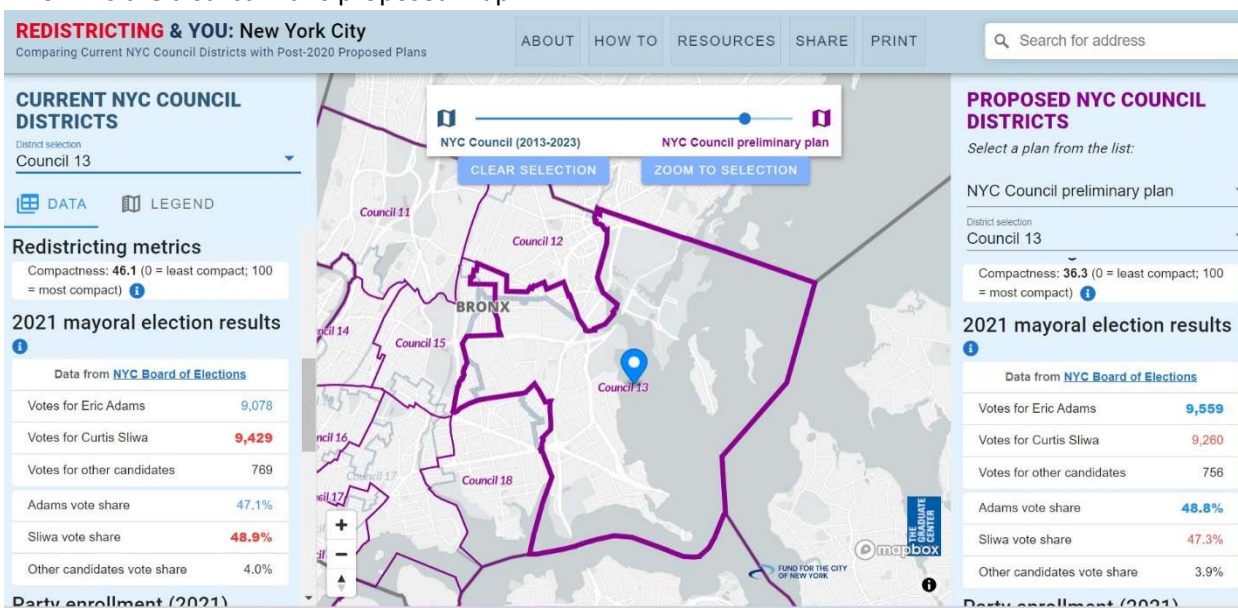 REDISTRICTING & YOU: New York City
Comparing Current NYC Council Districts with Post-2020 Proposed Plans
ABOUT HOW TO RESOURCES SHARE PRINT
Search for address
CURRENT NYC COUNCIL
DISTRICTS
District selection
Council 13
DATA LEGEND
Redistricting metrics
Compactness: 46.1 (0 = least compact; 100
= most compact)
2021 mayoral election results
Data from NYC Board of Elections
Votes for Eric Adams 9,078
Votes for Curtis Sliwa 9,429
Votes for other candidates 769
Adams vote share 47.1%
Sliwa vote share 48.9%
Other candidates vote share 4.0%
Party enrollment (2021)
NYC Council (2013-2023) NYC Council preliminary plan
CLEAR SELECTION ZOOM TO SELECTION
Council 11
Council 12
BRONX
Council 15
Council 13
Council 18
Council 17
THE GRADUATE CENTER
mapbox
FUND FOR THE CITY
OF NEW YORK
PROPOSED NYC COUNCIL
DISTRICTS
Select a plan from the list:
NYC Council preliminary plan
District selection
Council 13
Compactness: 36.3 (0 = least compact; 100
= most compact)
2021 mayoral election results
Data from NYC Board of Elections
Votes for Eric Adams 9,559
Votes for Curtis Sliwa 9,260
Votes for other candidates 756
Adams vote share 48.8%
Sliwa vote share 47.3%
Other candidates vote share 3.9%
Party enrollment (2021)